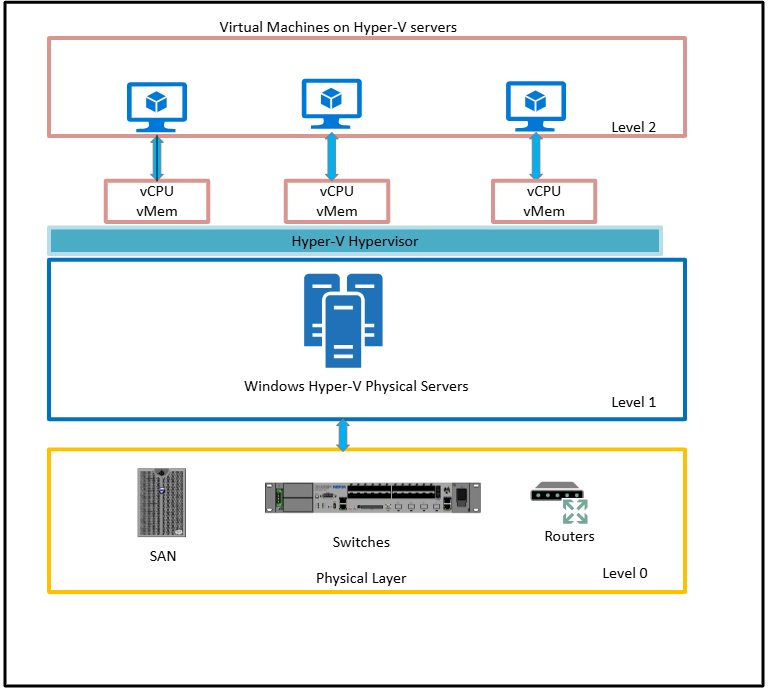 Virtual Machines on Hyper-V servers
Level 2
vCPU
vMem
vCPU
vMem
vCPU
vMem
Hyper-V Hypervisor
Windows Hyper-V Physical Servers
Level 1
SAN
Switches
Routers
Physical Layer
Level 0